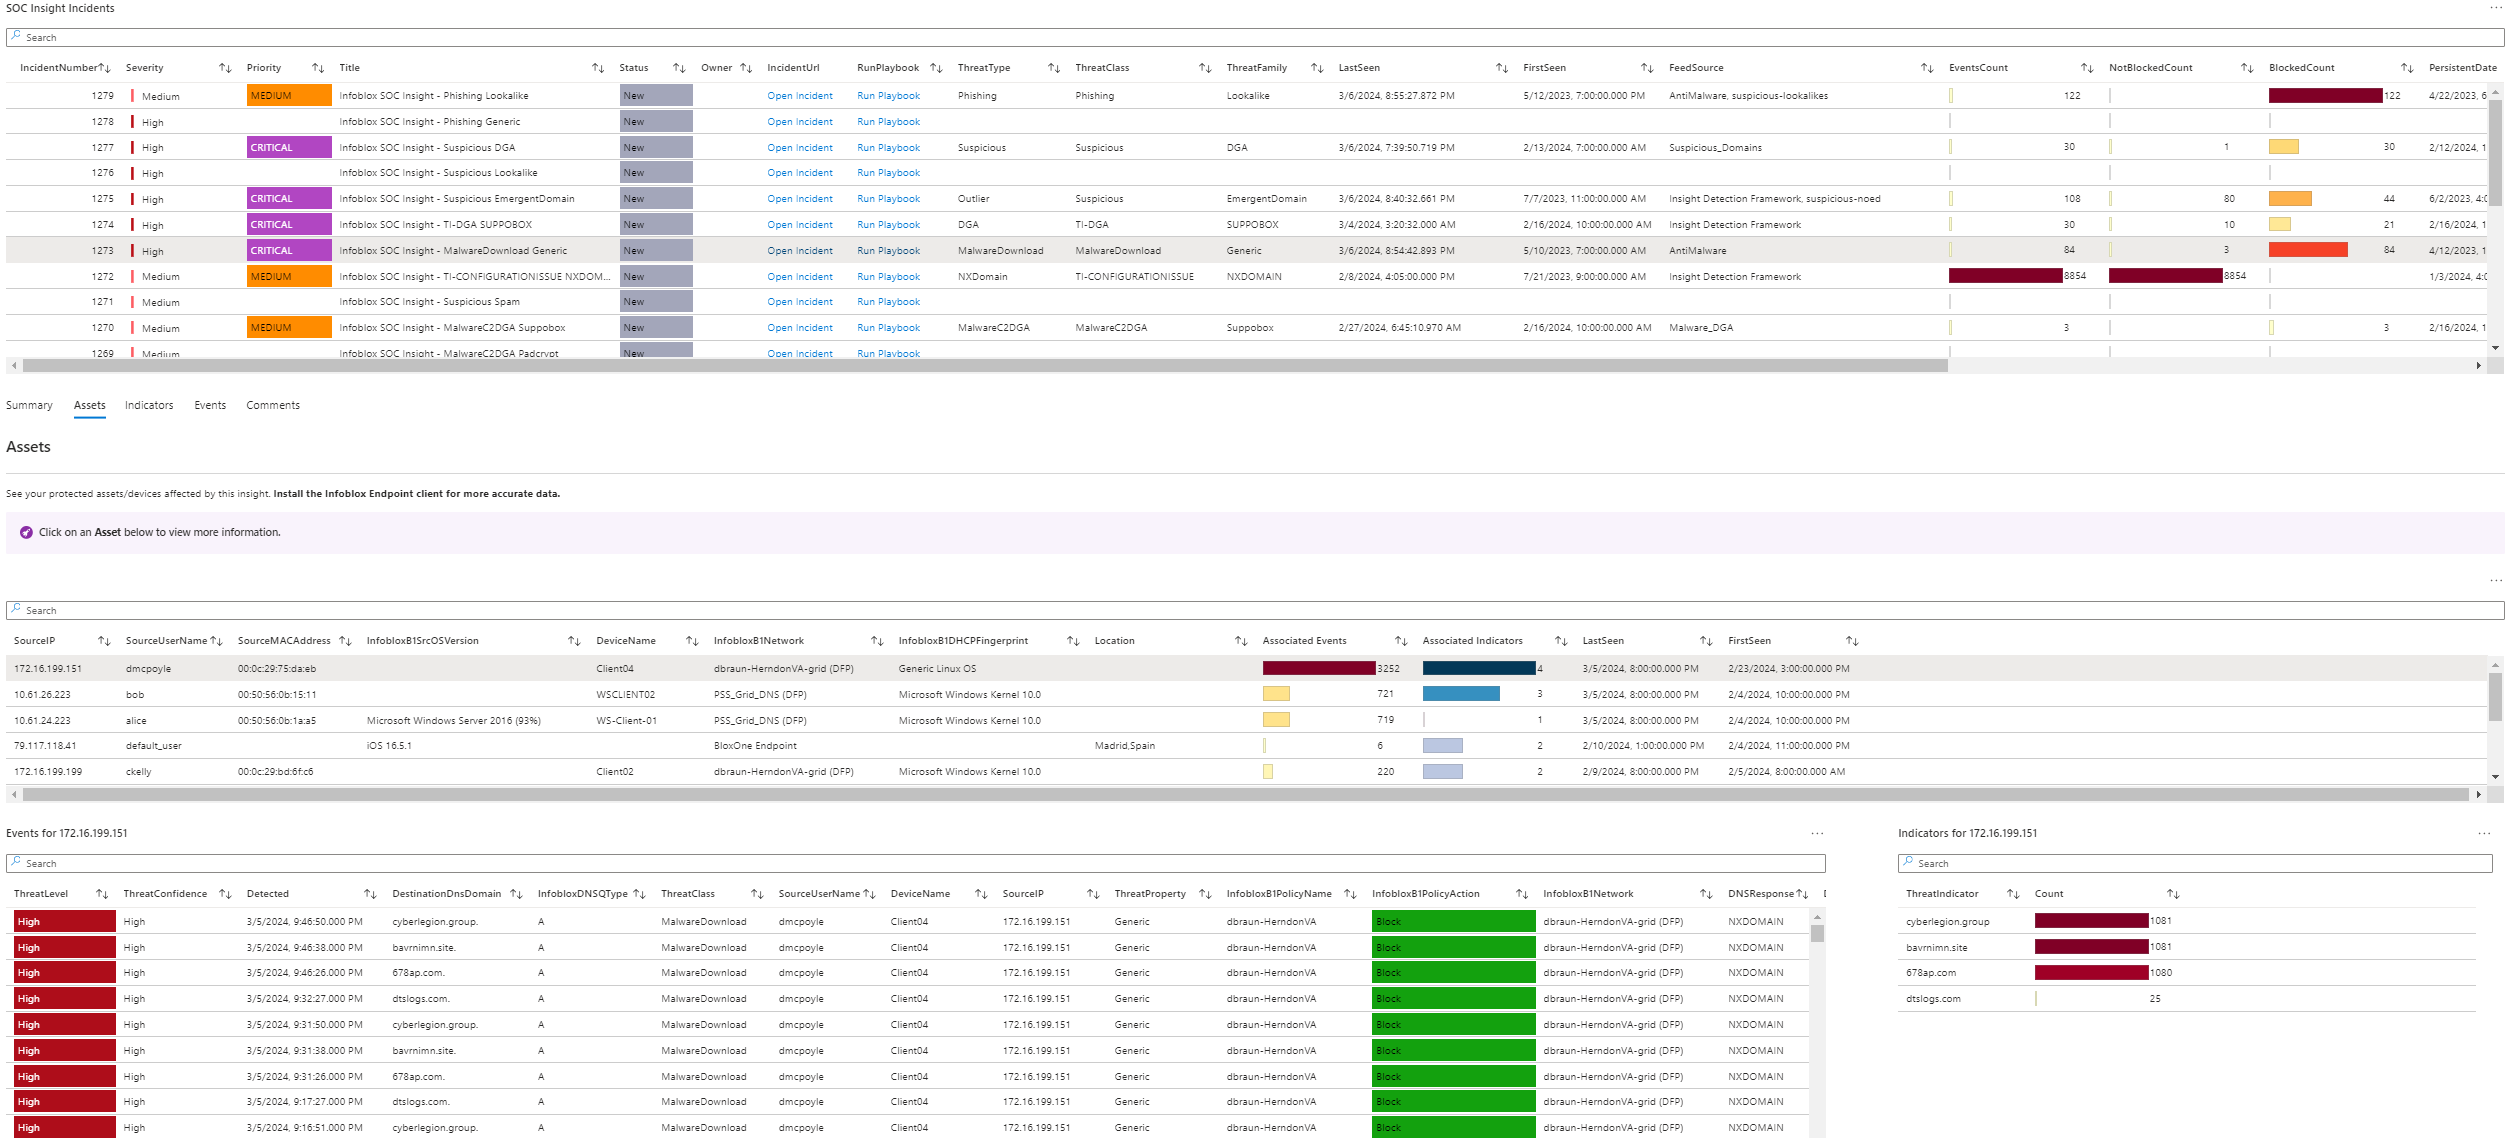 SOC Insight Incidents
Search
IncidentNumber Severity Priority Title Status Owner IncidentUrl RunPlaybook ThreatType ThreatClass ThreatFamily LastSeen FirstSeen FeedSource EventsCount NotBlockedCount BlockedCount PersistentDate
1279 Medium MEDIUM Infoblox SOC Insight - Phishing Lookalike New Open Incident Run Playbook Phishing Phishing Lookalike 3/6/2024, 8:55:27.872 PM 5/12/2023, 7:00:00.000 PM AntiMalware, suspicious-lookalikes 122 122 4/22/2023, 6
1278 High Infoblox SOC Insight - Phishing Generic New Open Incident Run Playbook
1277 High CRITICAL Infoblox SOC Insight - Suspicious DGA New Open Incident Run Playbook Suspicious Suspicious DGA 3/6/2024, 7:39:50.719 PM 2/13/2024, 7:00:00.000 AM Suspicious_Domains 30 1 30 2/12/2024, 1
1276 High Infoblox SOC Insight - Suspicious Lookalike New Open Incident Run Playbook
1275 High CRITICAL Infoblox SOC Insight - Suspicious EmergentDomain New Open Incident Run Playbook Outlier Suspicious EmergentDomain 3/6/2024, 8:40:32.661 PM 7/7/2023, 11:00:00.000 AM Insight Detection Framework, suspicious-noed 108 80 44 6/2/2023, 4:0
1274 High CRITICAL Infoblox SOC Insight - TI-DGA SUPPOBOX New Open Incident Run Playbook DGA TI-DGA SUPPOBOX 3/4/2024, 3:20:32.000 AM 2/16/2024, 10:00:00.000 AM Insight Detection Framework 30 10 21 2/16/2024, 1
1273 High CRITICAL Infoblox SOC Insight - MalwareDownload Generic New Open Incident Run Playbook MalwareDownload MalwareDownload Generic 3/6/2024, 8:54:42.893 PM 5/10/2023, 7:00:00.000 AM AntiMalware 84 3 84 4/12/2023, 1
1272 Medium MEDIUM Infoblox SOC Insight - TI-CONFIGURATIONISSUE NXDOM... New Open Incident Run Playbook NXDomain TI-CONFIGURATIONISSUE NXDOMAIN 2/8/2024, 4:05:00.000 PM 7/21/2023, 9:00:00.000 AM Insight Detection Framework 8854 8854 1/3/2024, 4:0
1271 Medium Infoblox SOC Insight - Suspicious Spam New Open Incident Run Playbook
1270 Medium MEDIUM Infoblox SOC Insight - MalwareC2DGA Suppobox New Open Incident Run Playbook MalwareC2DGA MalwareC2DGA Suppobox 2/27/2024, 6:45:10.970 AM 2/16/2024, 10:00:00.000 AM Malware_DGA 3 3 2/16/2024, 1
1269 Medium Infoblox SOC Insight - MalwareC2DGA Padcrypt New Open Incident Run Playbook
Summary Assets Indicators Events Comments
Assets
See your protected assets/devices affected by this insight. Install the Infoblox Endpoint client for more accurate data.
Click on an Asset below to view more information.
Search
SourceIP SourceUserName SourceMACAddress InfobloxB1SrcOSVersion DeviceName InfobloxB1Network InfobloxB1DHCPFingerprint Location Associated Events Associated Indicators LastSeen FirstSeen
172.16.199.151 dmcpoyle 00:0c:29:75:da:eb Client04 dbraun-HerndonVA-grid (DFP) Generic Linux OS 3252 4 3/5/2024, 8:00:00.000 PM 2/23/2024, 3:00:00.000 PM
10.61.26.223 bob 00:50:56:0b:15:11 WSCLIENT02 PSS_Grid_DNS (DFP) Microsoft Windows Kernel 10.0 721 3 3/5/2024, 8:00:00.000 PM 2/4/2024, 10:00:00.000 PM
10.61.24.223 alice 00:50:56:0b:1a:a5 Microsoft Windows Server 2016 (93%) WS-Client-01 PSS_Grid_DNS (DFP) Microsoft Windows Kernel 10.0 719 1 3/5/2024, 8:00:00.000 PM 2/4/2024, 10:00:00.000 PM
79.117.118.41 default_user iOS 16.5.1 BloxOne Endpoint Madrid,Spain 6 2 2/10/2024, 1:00:00.000 PM 2/4/2024, 11:00:00.000 PM
172.16.199.199 ckelly 00:0c:29:bd:6f:c6 Client02 dbraun-HerndonVA-grid (DFP) Microsoft Windows Kernel 10.0 220 2 2/9/2024, 8:00:00.000 PM 2/5/2024, 8:00:00.000 AM
Events for 172.16.199.151
Search
ThreatLevel ThreatConfidence Detected DestinationDnsDomain InfobloxDNSQType ThreatClass SourceUserName DeviceName SourceIP ThreatProperty InfobloxB1PolicyName InfobloxB1PolicyAction InfobloxB1Network DNSResponse
High High 3/5/2024, 9:46:50.000 PM cyberlegion.group. A MalwareDownload dmcpoyle Client04 172.16.199.151 Generic dbraun-HerndonVA Block dbraun-HerndonVA-grid (DFP) NXDOMAIN
High High 3/5/2024, 9:46:38.000 PM bavrnimn.site. A MalwareDownload dmcpoyle Client04 172.16.199.151 Generic dbraun-HerndonVA Block dbraun-HerndonVA-grid (DFP) NXDOMAIN
High High 3/5/2024, 9:46:26.000 PM 678ap.com. A MalwareDownload dmcpoyle Client04 172.16.199.151 Generic dbraun-HerndonVA Block dbraun-HerndonVA-grid (DFP) NXDOMAIN
High High 3/5/2024, 9:32:27.000 PM dtslogs.com. A MalwareDownload dmcpoyle Client04 172.16.199.151 Generic dbraun-HerndonVA Block dbraun-HerndonVA-grid (DFP) NXDOMAIN
High High 3/5/2024, 9:31:50.000 PM cyberlegion.group. A MalwareDownload dmcpoyle Client04 172.16.199.151 Generic dbraun-HerndonVA Block dbraun-HerndonVA-grid (DFP) NXDOMAIN
High High 3/5/2024, 9:31:38.000 PM bavrnimn.site. A MalwareDownload dmcpoyle Client04 172.16.199.151 Generic dbraun-HerndonVA Block dbraun-HerndonVA-grid (DFP) NXDOMAIN
High High 3/5/2024, 9:31:26.000 PM 678ap.com. A MalwareDownload dmcpoyle Client04 172.16.199.151 Generic dbraun-HerndonVA Block dbraun-HerndonVA-grid (DFP) NXDOMAIN
High High 3/5/2024, 9:17:27.000 PM dtslogs.com. A MalwareDownload dmcpoyle Client04 172.16.199.151 Generic dbraun-HerndonVA Block dbraun-HerndonVA-grid (DFP) NXDOMAIN
High High 3/5/2024, 9:16:51.000 PM cyberlegion.group. A MalwareDownload dmcpoyle Client04 172.16.199.151 Generic dbraun-HerndonVA Block dbraun-HerndonVA-grid (DFP) NXDOMAIN
Indicators for 172.16.199.151
Search
ThreatIndicator Count
cyberlegion.group 1081
bavrnimn.site 1081
678ap.com 1080
dtslogs.com 25